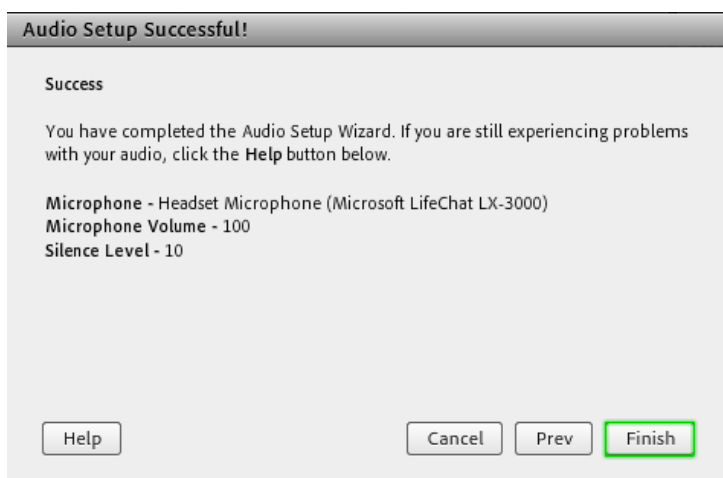 Audio Setup Successful!
Success
You have completed the Audio Setup Wizard. If you are still experiencing problems
with your audio, click the Help button below.
Microphone - Headset Microphone (Microsoft LifeChat LX-3000)
Microphone Volume - 100
Silence Level - 10
Help Cancel Prev Finish